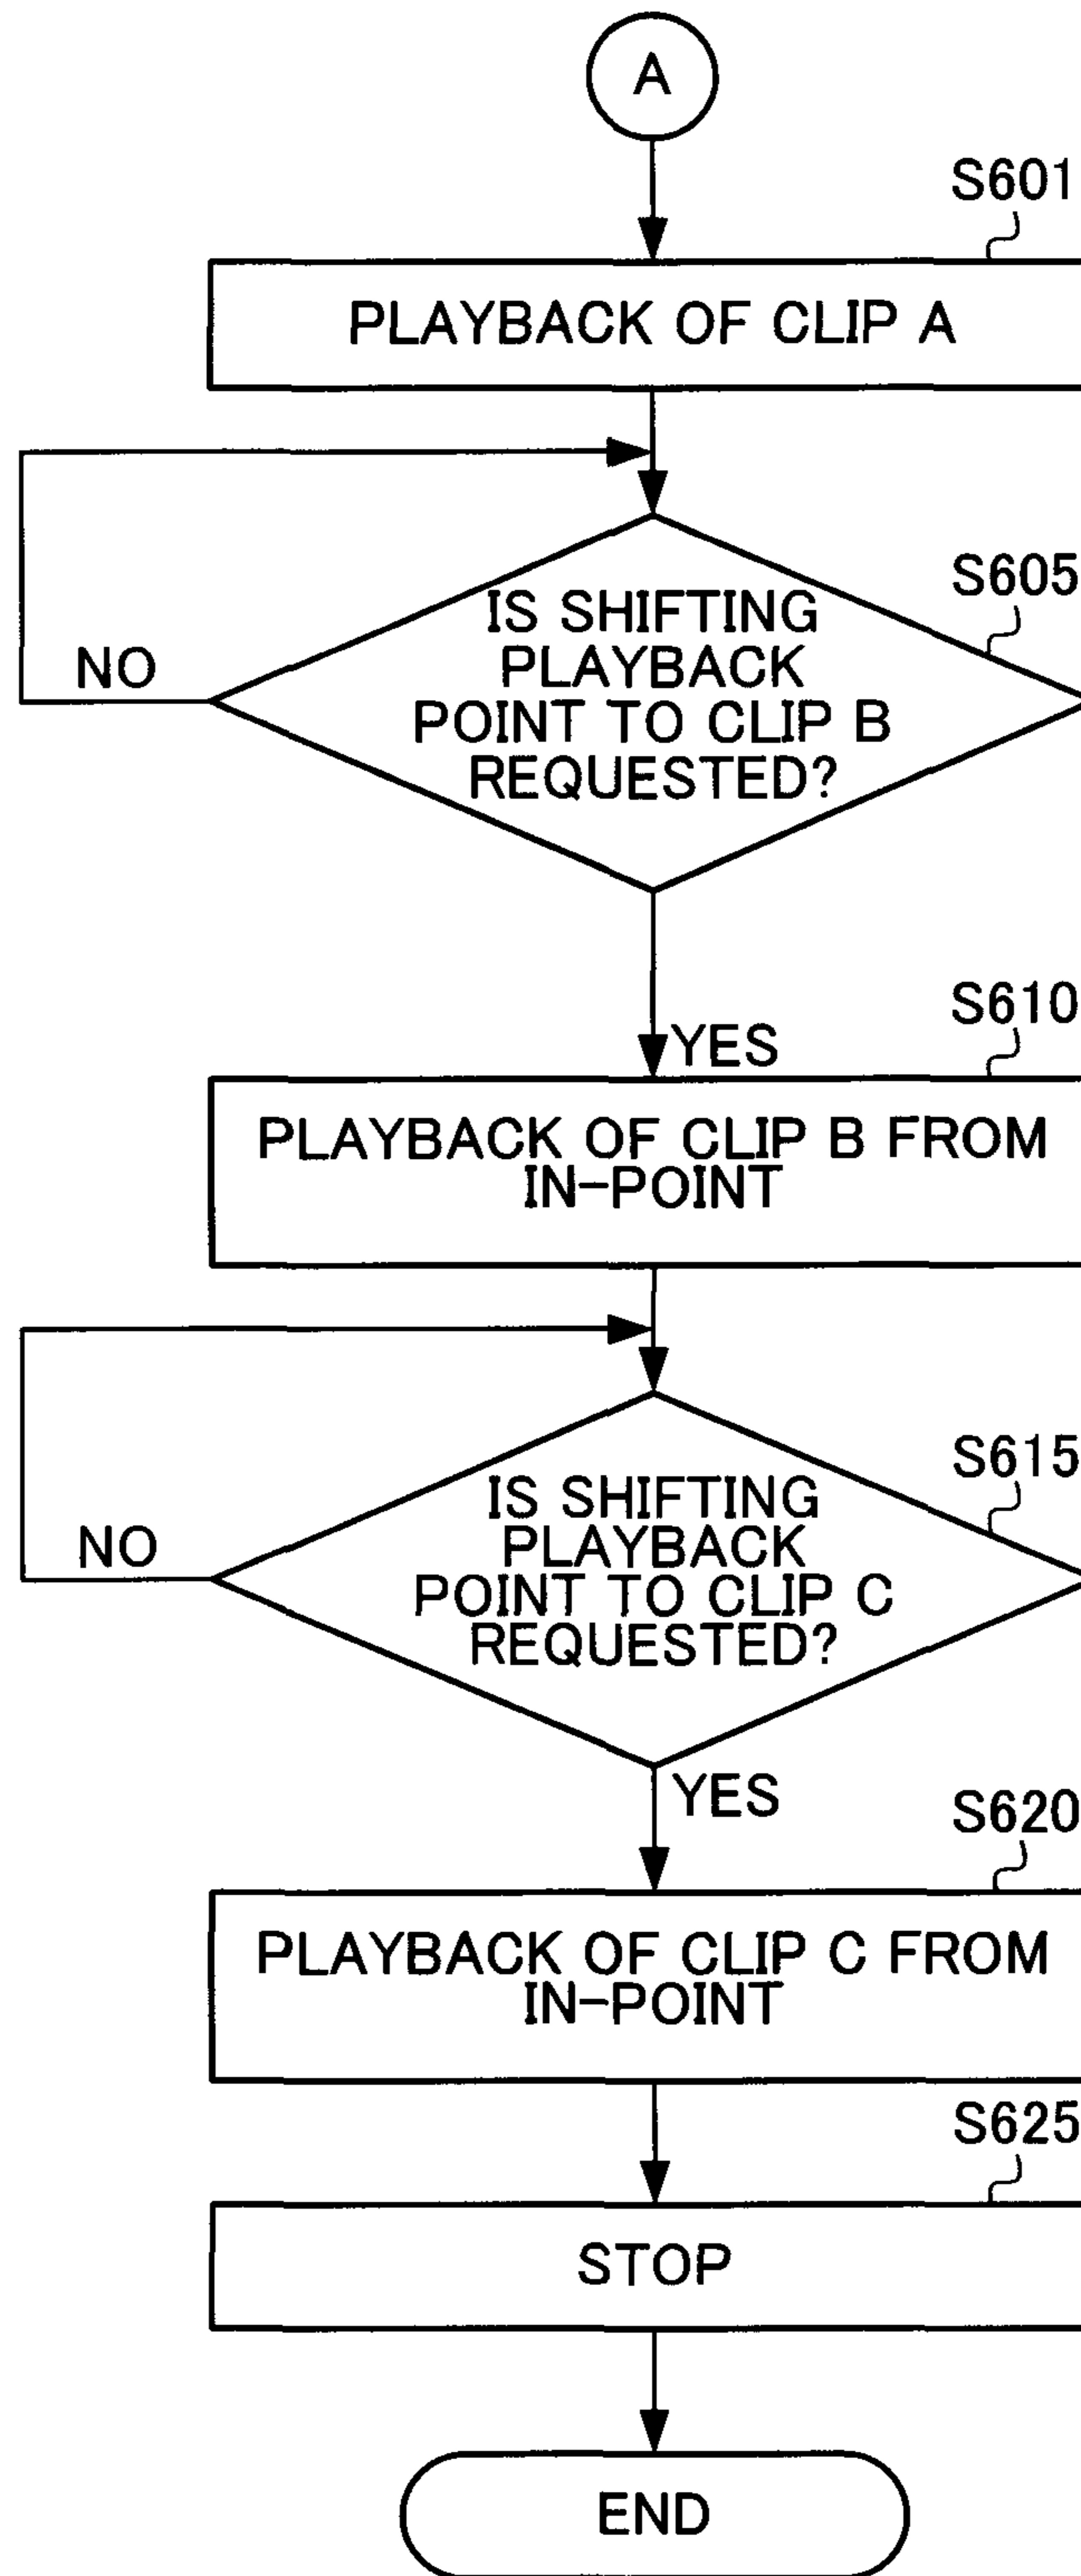 A
S601
PLAYBACK OF CLIP A
S605
IS SHIFTING
PLAYBACK
POINT TO CLIP B
REQUESTED?
NO
YES
S610
PLAYBACK OF CLIP B FROM
IN-POINT
S615
IS SHIFTING
PLAYBACK
POINT TO CLIP C
REQUESTED?
NO
YES
S620
PLAYBACK OF CLIP C FROM
IN-POINT
S625
STOP
END